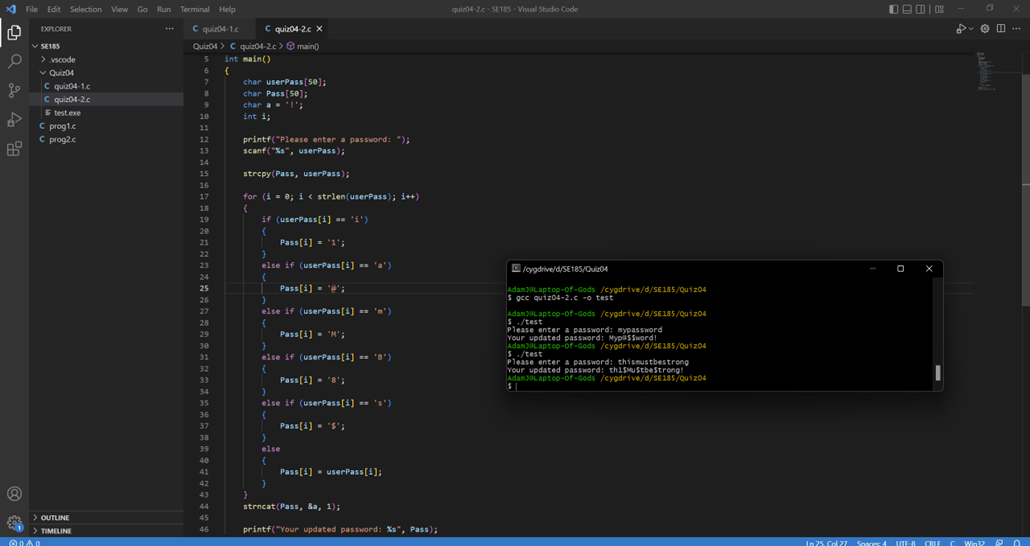 File Edit Selection View Go Run Terminal Help
quiz04-2.c - SE185 - Visual Studio Code
EXPLORER
SE185
.vscode
Quiz04
quiz04-1.c
quiz04-2.c
test.exe
prog1.c
prog2.c
OUTLINE
TIMELINE
quiz04-1.c quiz04-2.c
Quiz04 > C quiz04-2.c > main()
5 int main()
6 {
7 char userPass[50];
8 char Pass[50];
9 char a = '!';
10 int i;
11
12 printf("Please enter a password: ");
13 scanf("%s", userPass);
14
15 strcpy(Pass, userPass);
16
17 for (i = 0; i < strlen(userPass); i++)
18 {
19 if (userPass[i] == 'i')
20 {
21 Pass[i] = '1';
22 }
23 else if (userPass[i] == 'a')
24 {
25 Pass[i] = '@';
26 }
27 else if (userPass[i] == 'm')
28 {
29 Pass[i] = 'M';
30 }
31 else if (userPass[i] == 'B')
32 {
33 Pass[i] = '8';
34 }
35 else if (userPass[i] == 's')
36 {
37 Pass[i] = '$';
38 }
39 else
40 {
41 Pass[i] = userPass[i];
42 }
43 }
44 strncat(Pass, &a, 1);
45
46 printf("Your updated password: %s", Pass);
/cygdrive/d/SE185/Quiz04
AdamJ@Laptop-Of-Gods /cygdrive/d/SE185/Quiz04
$ gcc quiz04-2.c -o test
AdamJ@Laptop-Of-Gods /cygdrive/d/SE185/Quiz04
$ ./test
Please enter a password: mypassword
Your updated password: Myp@$$word!
AdamJ@Laptop-Of-Gods /cygdrive/d/SE185/Quiz04
$ ./test
Please enter a password: thismustbestrong
Your updated password: th1$Mu$tbe$trong!
AdamJ@Laptop-Of-Gods /cygdrive/d/SE185/Quiz04
$
0 0 Ln 25, Col 27 Spaces: 4 UTF-8 CRLF C Win32